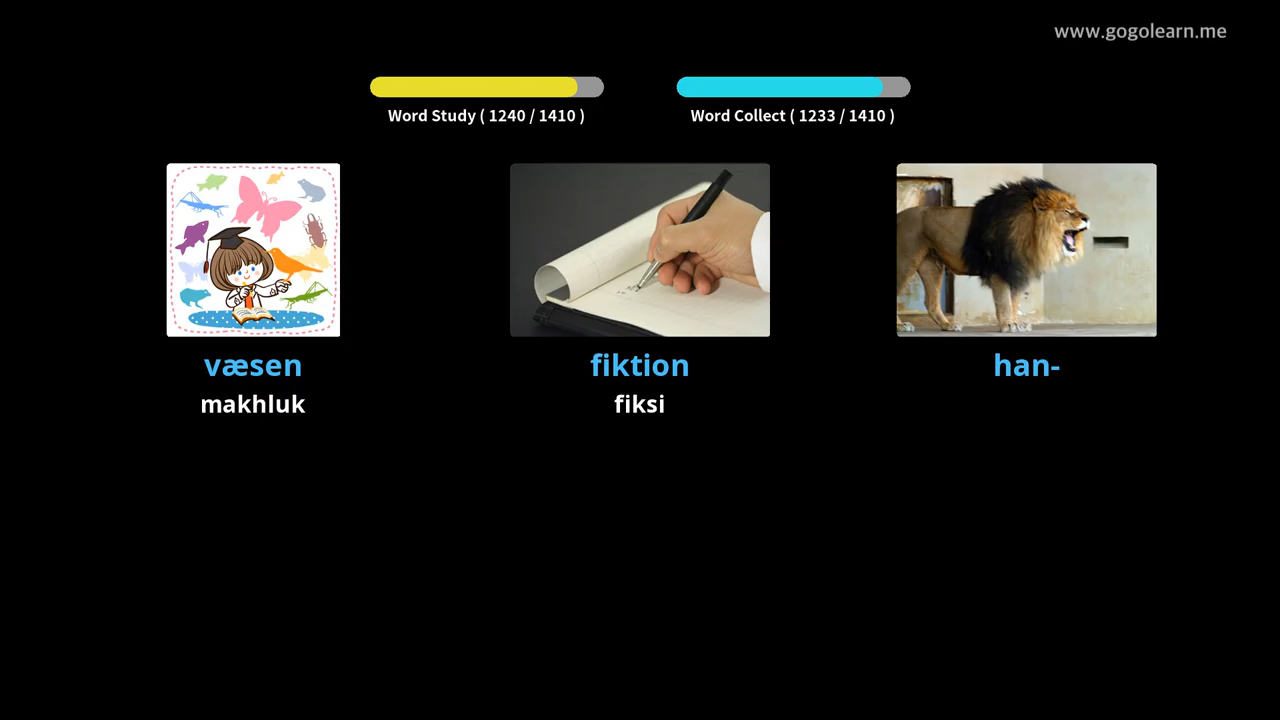 www.gogolearn.me
Word Study ( 1240 / 1410 )
Word Collect ( 1233 / 1410 )
væsen
fiktion
han-
makhluk
fiksi